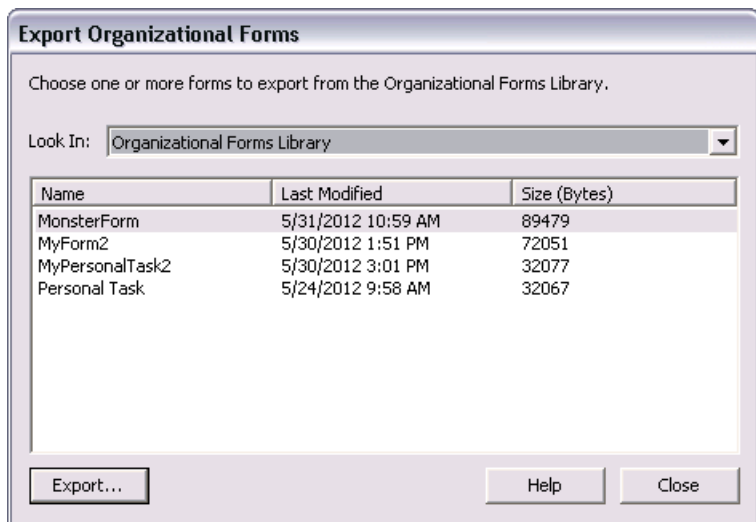 Export Organizational Forms
Choose one or more forms to export from the Organizational Forms Library.
Look In: Organizational Forms Library
Name Last Modified Size (Bytes)
MonsterForm 5/31/2012 10:59 AM 89479
MyForm2 5/30/2012 1:51 PM 72051
MyPersonalTask2 5/30/2012 3:01 PM 32077
Personal Task 5/24/2012 9:58 AM 32067
Export... Help Close